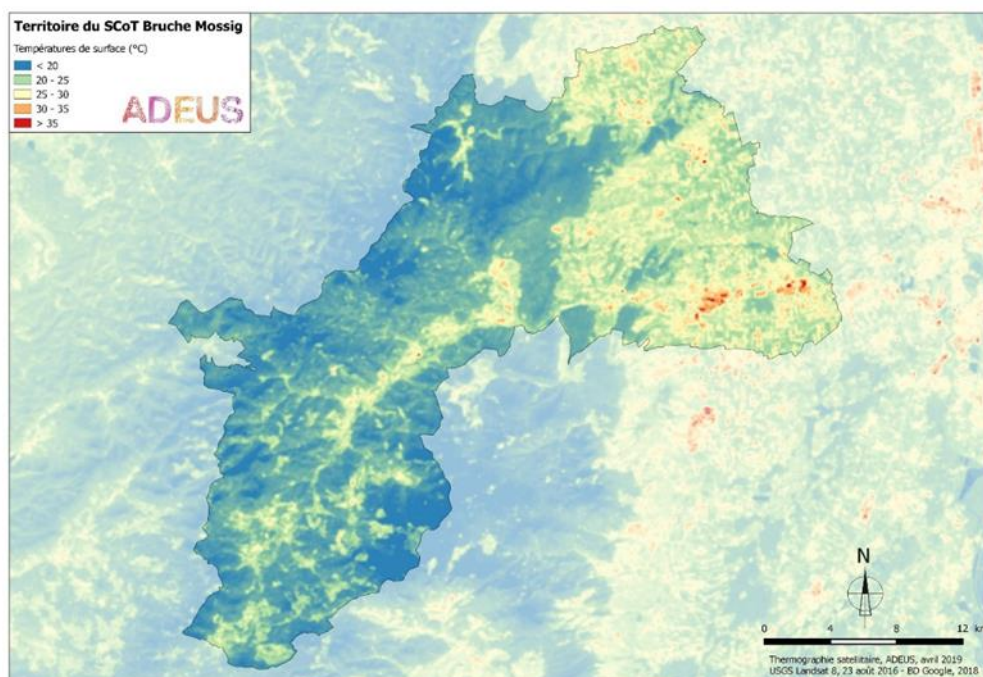 Territoire du SCoT Bruche Mossig
Températures de surface (°C)
< 20
20 - 25
25 - 30
30 - 35
> 35
ADEUS
N
0 4 8 12 km
Thermographie satellitaire, ADEUS, avril 2019
USGS Landsat 8, 23 août 2016 - BD Google, 2018